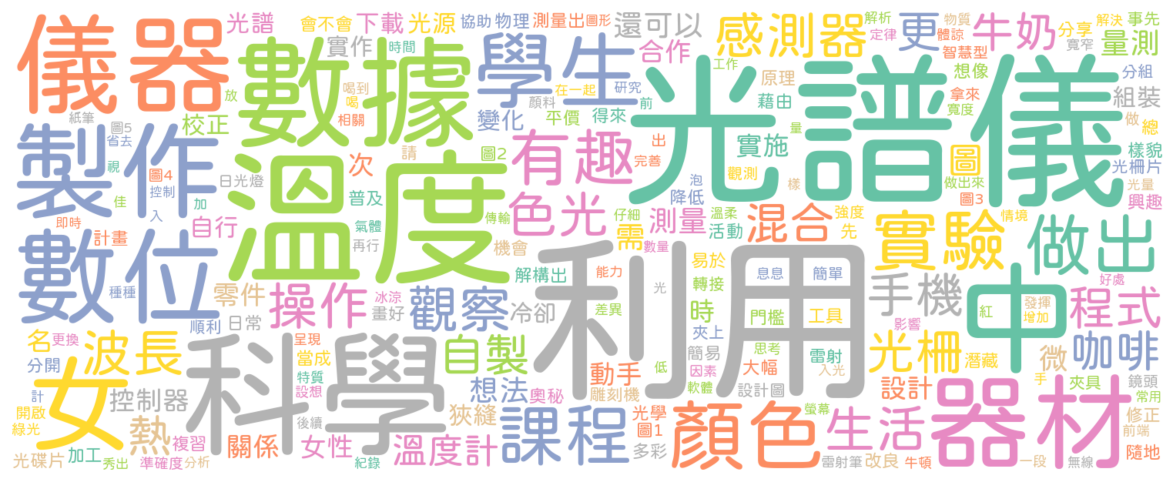 儀器
光譜
會不會
下載
光源
協助
物理
測量出
圖形
還可以
感測器
更
牛奶
物質
體諒
智慧型
解析
定律
寬窄
分享
解決
事先
量測
實作
時間
數據
學生
合作
工作
原理
想像
分組
拿來
組裝
放
喝到
喝
相關
在一起
研究
前
顏料
變化
平價
得來
藉由
量
寬度
做
總
樣貌
紙筆
圖5
省去
校正
製作
視
圖4
控制
佳
入
加
即時
日光燈
次
請
圖2
有趣
出
完善
光譜儀
實施
觀測
樣
圖
做出來
圖3
光柵片
光量
興趣
溫度
普及
氣體
再行
傳輸
機會
色光
仔細
需
泡
降低
測量
數量
溫柔
活動
混合
強度
先
實驗
情境
做出
自行
計畫
數位
種種
順利
零件
日常
操作
冰涼
畫好
觀察
解構出
冷卻
能力
差異
利用
光
易於
轉接
時
夾上
息息
門檻
簡單
工具
影響
手機
中
紅
發揮
增加
好處
程式
咖啡
名
更換
分開
波長
呈現
當成
特質
設想
科學
後續
自製
想法
奧秘
動手
雕刻機
低
簡易
因素
軟體
思考
大幅
設計圖
雷射
入光
光柵
潛藏
微
手
夾具
鏡頭
常用
計
開啟
綠光
女
控制器
熱
複習
光碟片
加工
秀出
準確度
分析
關係
女性
紀錄
溫度計
狹縫
課程
光學
圖1
多彩
顏色
螢幕
生活
設計
雷射筆
改良
牛頓
器材
一段
無線
修正
前端
隨地